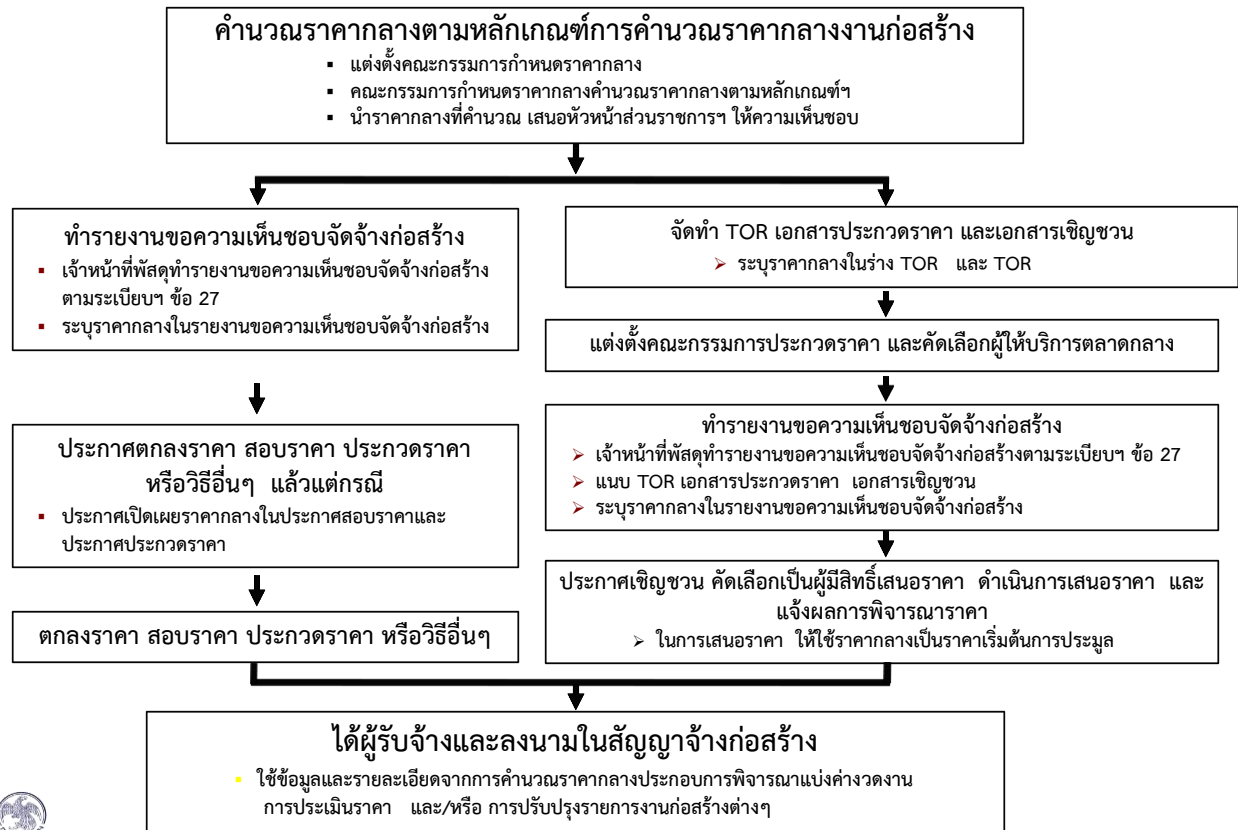 คำนวณราคากลางตามหลักเกณฑ์การคำนวณราคากลางงานก่อสร้าง
▪ แต่งตั้งคณะกรรมการกำหนดราคากลาง
▪ คณะกรรมการกำหนดราคากลางคำนวณราคากลางตามหลักเกณฑ์ฯ
▪ นำราคากลางที่คำนวณ เสนอหัวหน้าส่วนราชการฯ ให้ความเห็นชอบ
ทำรายงานขอความเห็นชอบจัดจ้างก่อสร้าง
▪ เจ้าหน้าที่พัสดุทำรายงานขอความเห็นชอบจัดจ้างก่อสร้าง
ตามระเบียบฯ ข้อ 27
▪ ระบุราคากลางในรายงานขอความเห็นชอบจัดจ้างก่อสร้าง
ประกาศตกลงราคา สอบราคา ประกวดราคา
หรือวิธีอื่นๆ แล้วแต่กรณี
▪ ประกาศเปิดเผยราคากลางในประกาศสอบราคาและ
ประกาศประกวดราคา
ตกลงราคา สอบราคา ประกวดราคา หรือวิธีอื่นๆ
จัดทำ TOR เอกสารประกวดราคา และเอกสารเชิญชวน
➢ ระบุราคากลางในร่าง TOR และ TOR
แต่งตั้งคณะกรรมการประกวดราคา และคัดเลือกผู้ให้บริการตลาดกลาง
ทำรายงานขอความเห็นชอบจัดจ้างก่อสร้าง
➢ เจ้าหน้าที่พัสดุทำรายงานขอความเห็นชอบจัดจ้างก่อสร้างตามระเบียบฯ ข้อ 27
➢ แนบ TOR เอกสารประกวดราคา เอกสารเชิญชวน
➢ ระบุราคากลางในรายงานขอความเห็นชอบจัดจ้างก่อสร้าง
ประกาศเชิญชวน คัดเลือกเป็นผู้มีสิทธิ์เสนอราคา ดำเนินการเสนอราคา และ
แจ้งผลการพิจารณาราคา
➢ ในการเสนอราคา ให้ใช้ราคากลางเป็นราคาเริ่มต้นการประมูล
ได้ผู้รับจ้างและลงนามในสัญญาจ้างก่อสร้าง
▪ ใช้ข้อมูลและรายละเอียดจากการคำนวณราคากลางประกอบการพิจารณาแบ่งค่างวดงาน
การประเมินราคา และ/หรือ การปรับปรุงรายการงานก่อสร้างต่างๆ